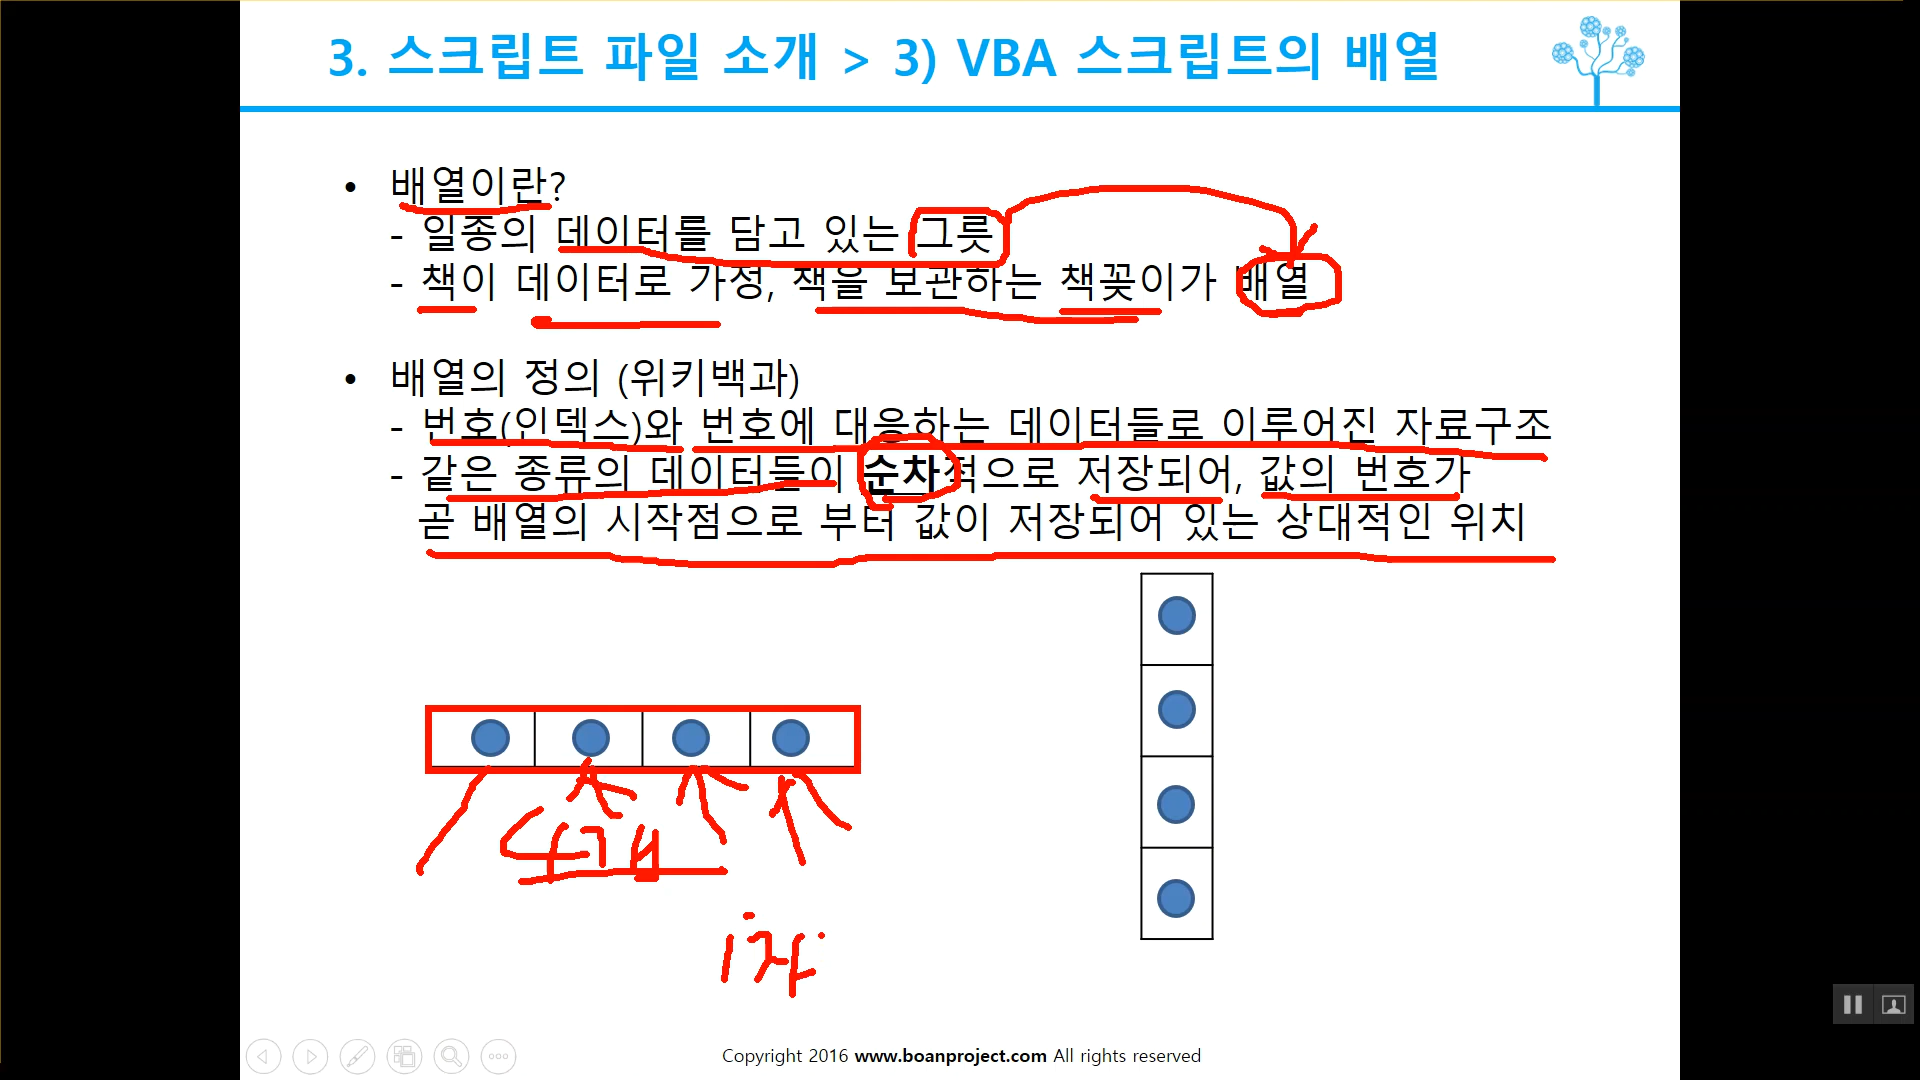 3. 스크립트 파일 소개 > 3) VBA 스크립트의 배열
• 배열이란?
- 일종의 데이터를 담고 있는 그릇
- 책이 데이터로 가정, 책을 보관하는 책꽂이가 배열
• 배열의 정의 (위키백과)
- 번호(인덱스)와 번호에 대응하는 데이터들로 이루어진 자료구조
- 같은 종류의 데이터들이 순차적으로 저장되어, 값의 번호가
곧 배열의 시작점으로 부터 값이 저장되어 있는 상대적인 위치
4개
1차
Copyright 2016 www.boanproject.com All rights reserved